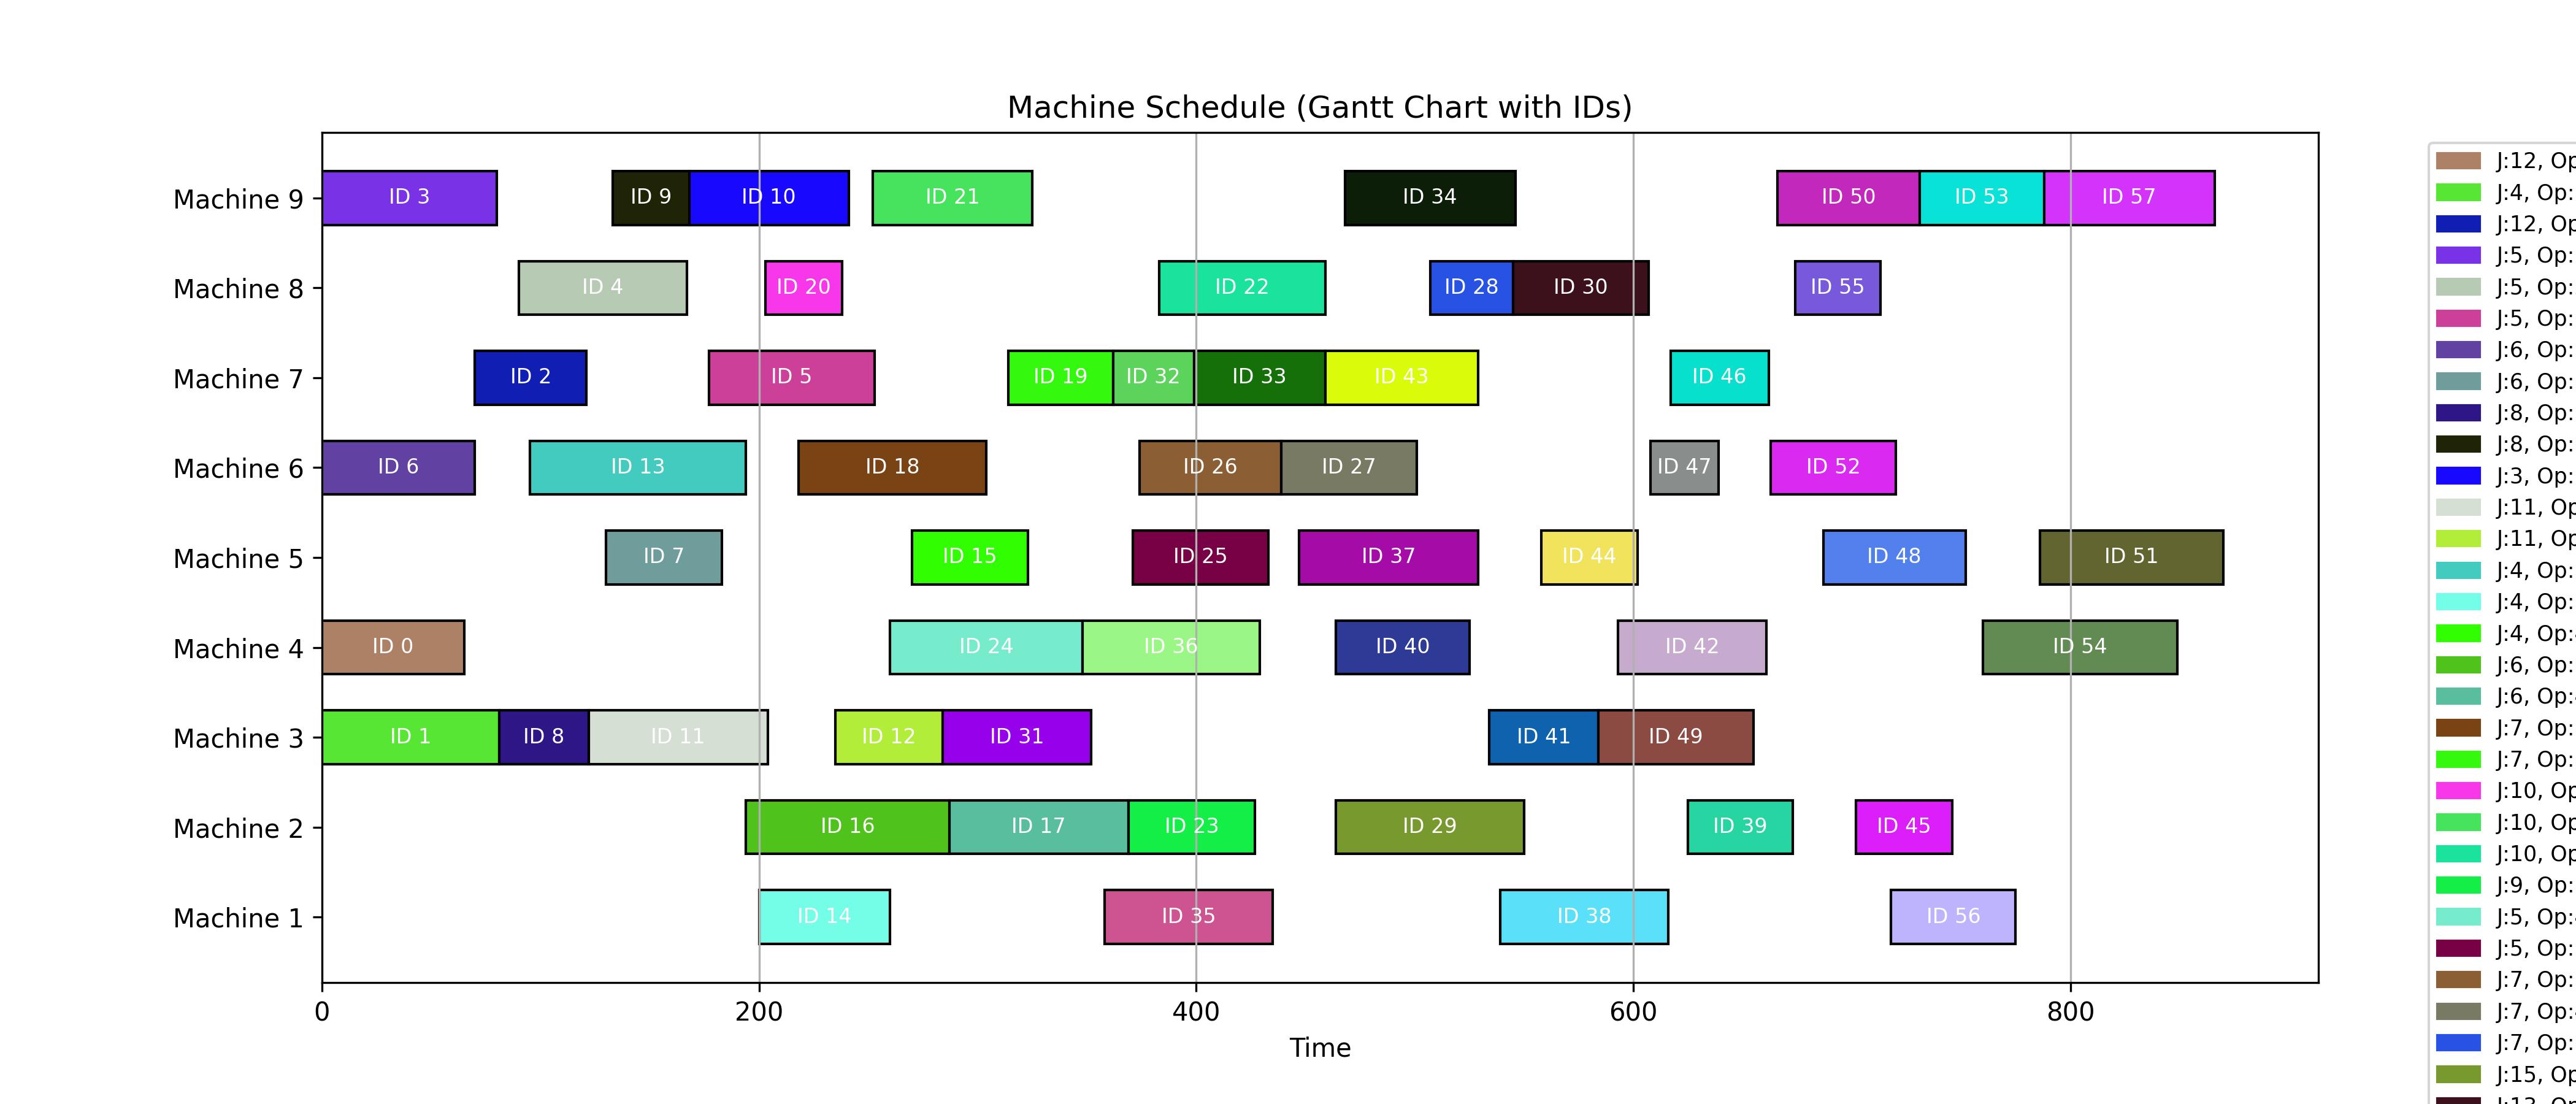 Machine Schedule (Gantt Chart with IDs)
Machine 9
ID 3
ID 9
ID 10
ID 21
ID 34
ID 50
ID 53
ID 57
Machine 8
ID 4
ID 20
ID 22
ID 28
ID 30
ID 55
Machine 7
ID 2
ID 5
ID 19
ID 32
ID 33
ID 43
ID 46
Machine 6
ID 6
ID 13
ID 18
ID 26
ID 27
ID 47
ID 52
Machine 5
ID 7
ID 15
ID 25
ID 37
ID 44
ID 48
ID 51
Machine 4
ID 0
ID 24
ID 36
ID 40
ID 42
ID 54
Machine 3
ID 1
ID 8
ID 11
ID 12
ID 31
ID 41
ID 49
Machine 2
ID 16
ID 17
ID 23
ID 29
ID 39
ID 45
Machine 1
ID 14
ID 35
ID 38
ID 56
0
200
400
600
800
Time
J:12, Op
J:4, Op:
J:12, Op
J:5, Op:
J:5, Op:
J:5, Op:
J:6, Op:
J:6, Op:
J:8, Op:
J:8, Op:
J:3, Op:
J:11, Op
J:11, Op
J:4, Op:
J:4, Op:
J:4, Op:
J:6, Op:
J:6, Op:
J:7, Op:
J:7, Op:
J:10, Op
J:10, Op
J:10, Op
J:9, Op:
J:5, Op:
J:5, Op:
J:7, Op:
J:7, Op:
J:7, Op:
J:15, Op
J:13, Op